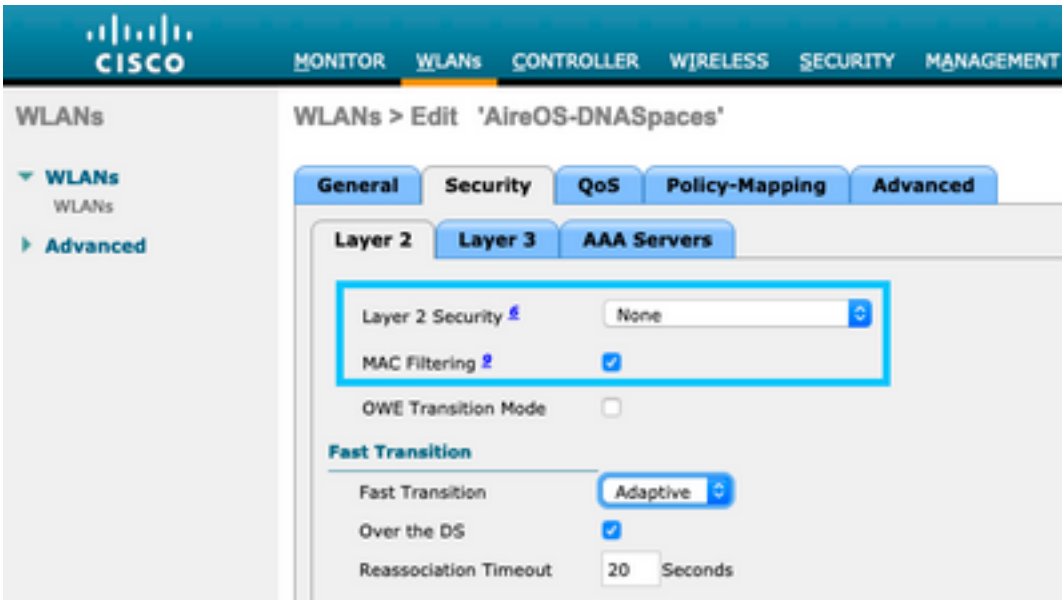 CISCO
MONITOR WLANs CONTROLLER WIRELESS SECURITY MANAGEMENT
WLANs
WLANs > Edit 'AireOS-DNASpaces'
WLANs
WLANs
Advanced
General Security QoS Policy-Mapping Advanced
Layer 2 Layer 3 AAA Servers
Layer 2 Security 6 None
MAC Filtering 9
OWE Transition Mode
Fast Transition
Fast Transition Adaptive
Over the DS
Reassociation Timeout 20 Seconds